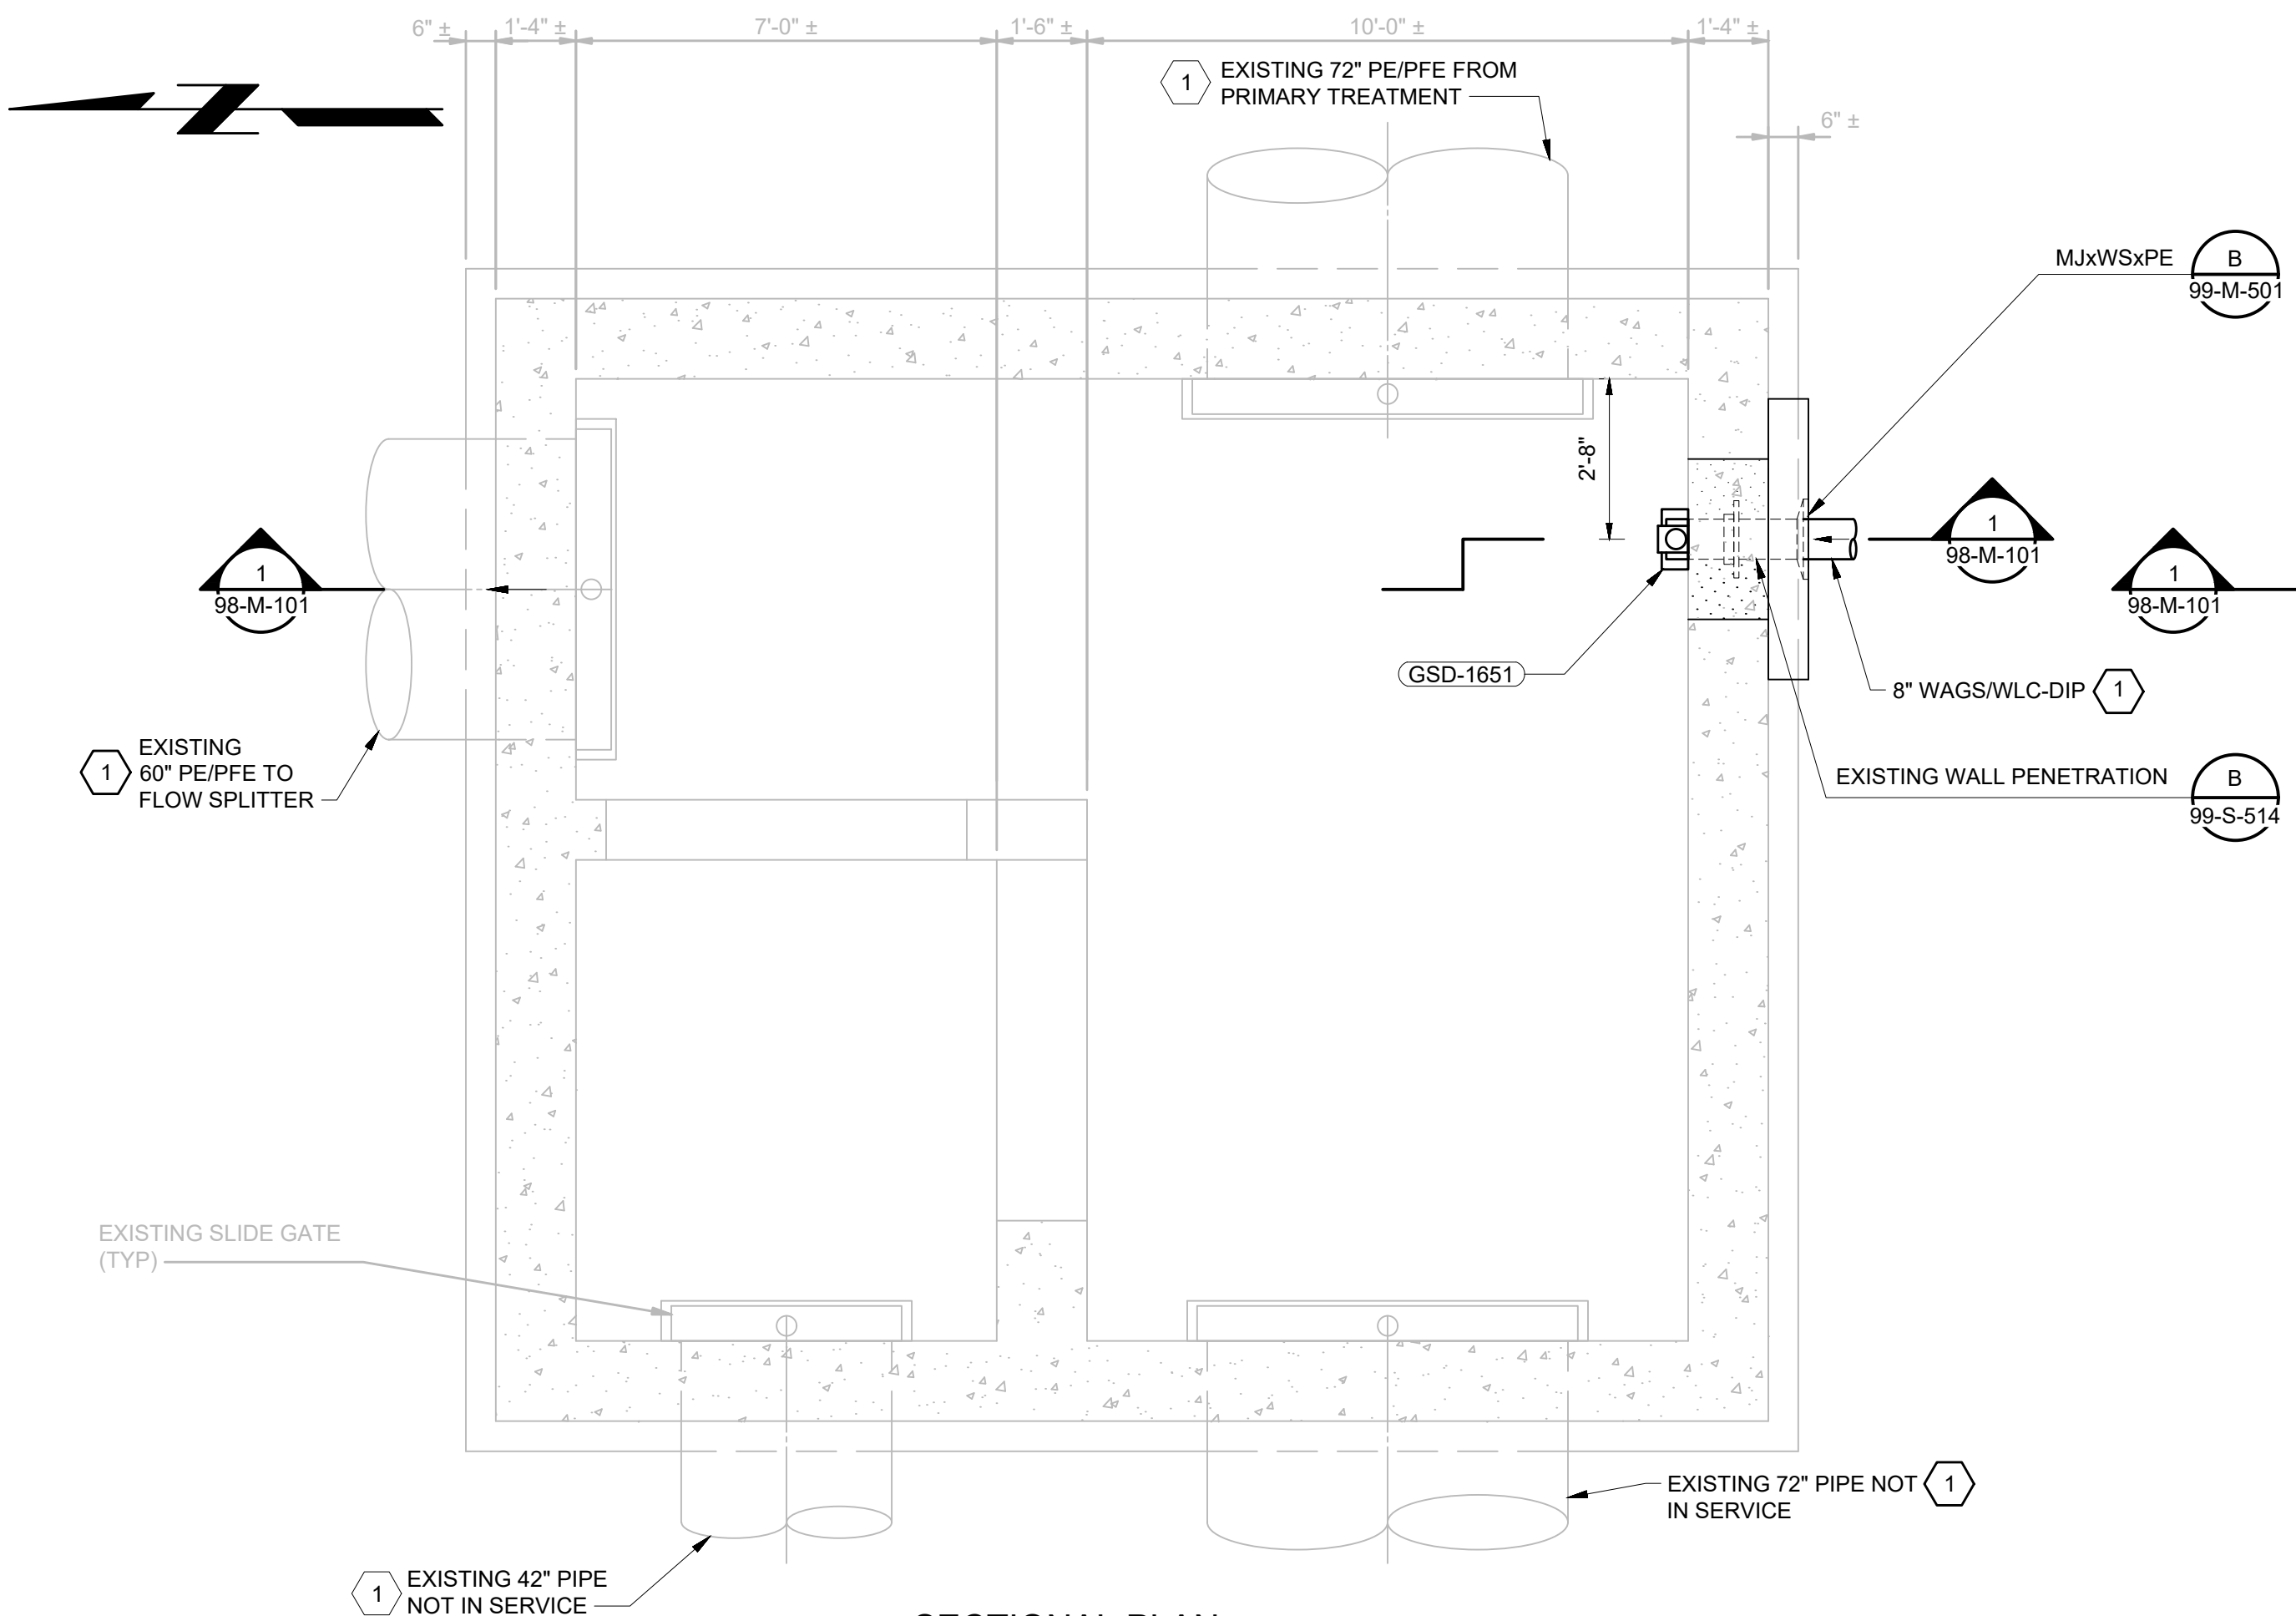 6" ±
1'-4" ±
7'-0" ±
1'-6" ±
10'-0" ±
1'-4" ±
1
EXISTING 72" PE/PFE FROM
PRIMARY TREATMENT
6" ±
MJxWSxPE
B
99-M-501
2'-8"
1
98-M-101
1
98-M-101
1
98-M-101
GSD-1651
8" WAGS/WLC-DIP
1
1
EXISTING
60" PE/PFE TO
FLOW SPLITTER
EXISTING WALL PENETRATION
B
99-S-514
EXISTING SLIDE GATE
(TYP)
EXISTING 72" PIPE NOT
IN SERVICE
1
1
EXISTING 42" PIPE
NOT IN SERVICE
SECTIONAL PLAN